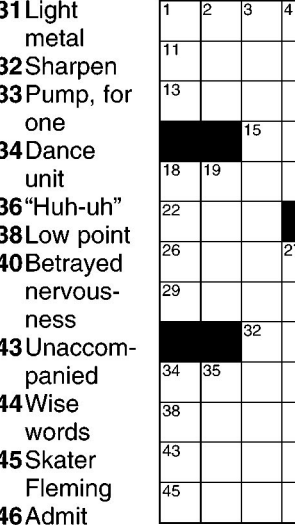 31 Light
metal
32 Sharpen
33 Pump, for
one
34 Dance
unit
36 “Huh-uh”
38 Low point
40 Betrayed
nervous-
ness
43 Unaccom-
panied
44 Wise
words
45 Skater
Fleming
46 Admit
1 2 3 4
11
13
15
18 19
22
26
29
32
34 35
38
43
45